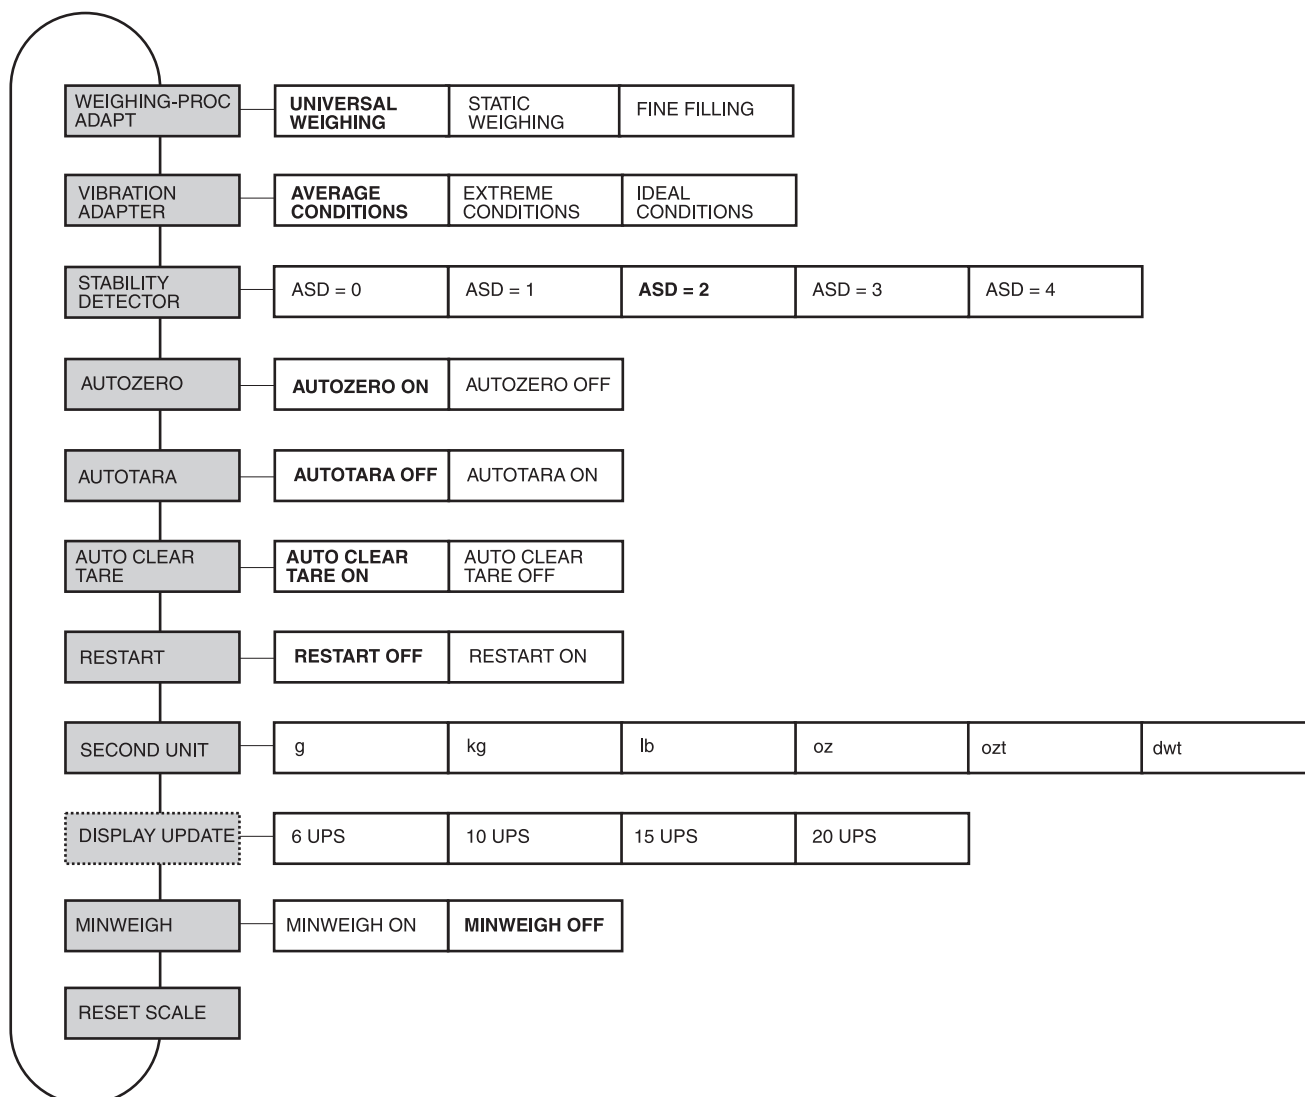 WEIGHING-PROC
ADAPT
UNIVERSAL
WEIGHING
STATIC
WEIGHING
FINE FILLING
VIBRATION
ADAPTER
AVERAGE
CONDITIONS
EXTREME
CONDITIONS
IDEAL
CONDITIONS
STABILITY
DETECTOR
ASD = 0
ASD = 1
ASD = 2
ASD = 3
ASD = 4
AUTOZERO
AUTOZERO ON
AUTOZERO OFF
AUTOTARA
AUTOTARA OFF
AUTOTARA ON
AUTO CLEAR
TARE
AUTO CLEAR
TARE ON
AUTO CLEAR
TARE OFF
RESTART
RESTART OFF
RESTART ON
SECOND UNIT
g
kg
lb
oz
ozt
dwt
DISPLAY UPDATE
6 UPS
10 UPS
15 UPS
20 UPS
MINWEIGH
MINWEIGH ON
MINWEIGH OFF
RESET SCALE